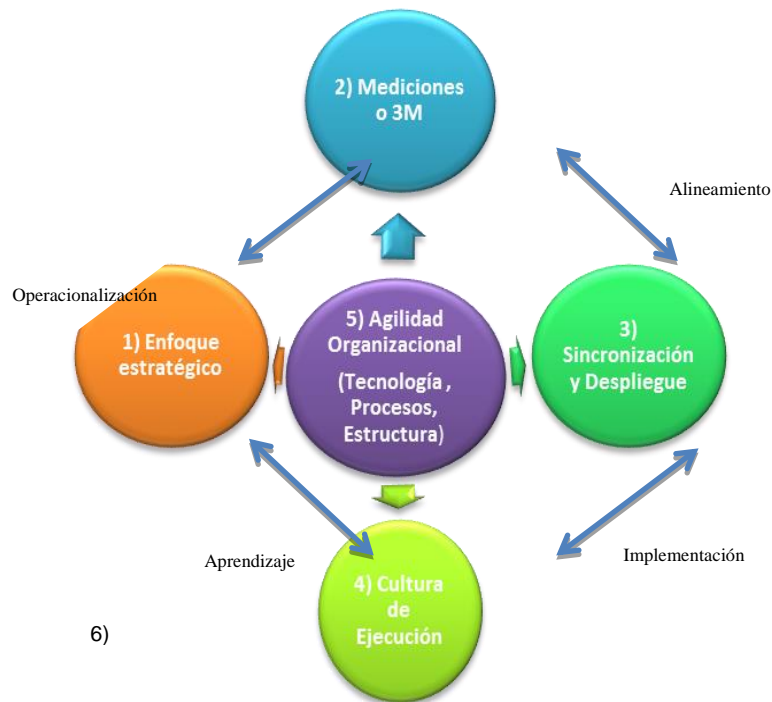 2) Mediciones
o 3M
Alineamiento
Operacionalización
1) Enfoque
estratégico
5) Agilidad
Organizacional
(Tecnología ,
Procesos,
Estructura)
3)
Sincronización
y Despliegue
Aprendizaje
Implementación
4) Cultura
de
Ejecución
6)